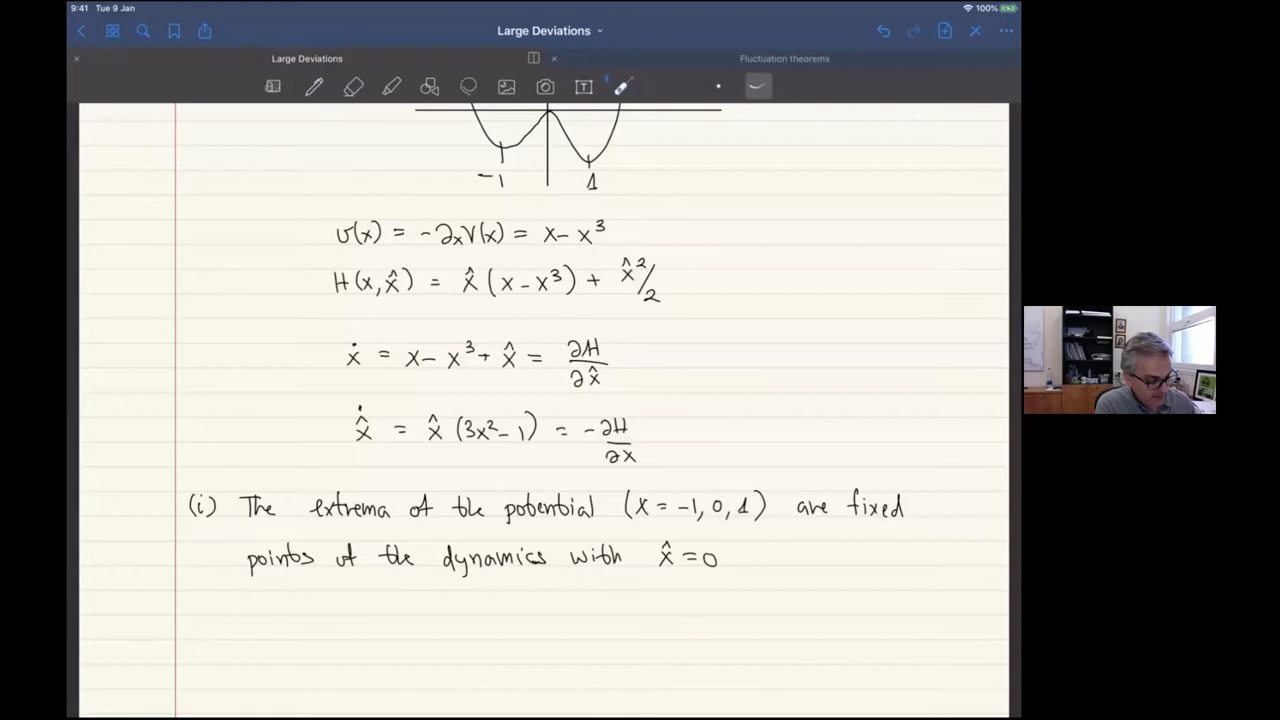 9:41 Tue 9 Jan 100%
Large Deviations
Large Deviations Fluctuation theorems
-1 1
v(x) = -∂ₓV(x) = x - x³
H(x, x̂) = x̂ (x - x³) + x̂²/2
ẋ = x - x³ + x̂ = ∂H/∂x̂
x̂̇ = x̂ (3x² - 1) = -∂H/∂x
(i) The extrema of the potential (x = -1, 0, 1) are fixed
points of the dynamics with x̂ = 0